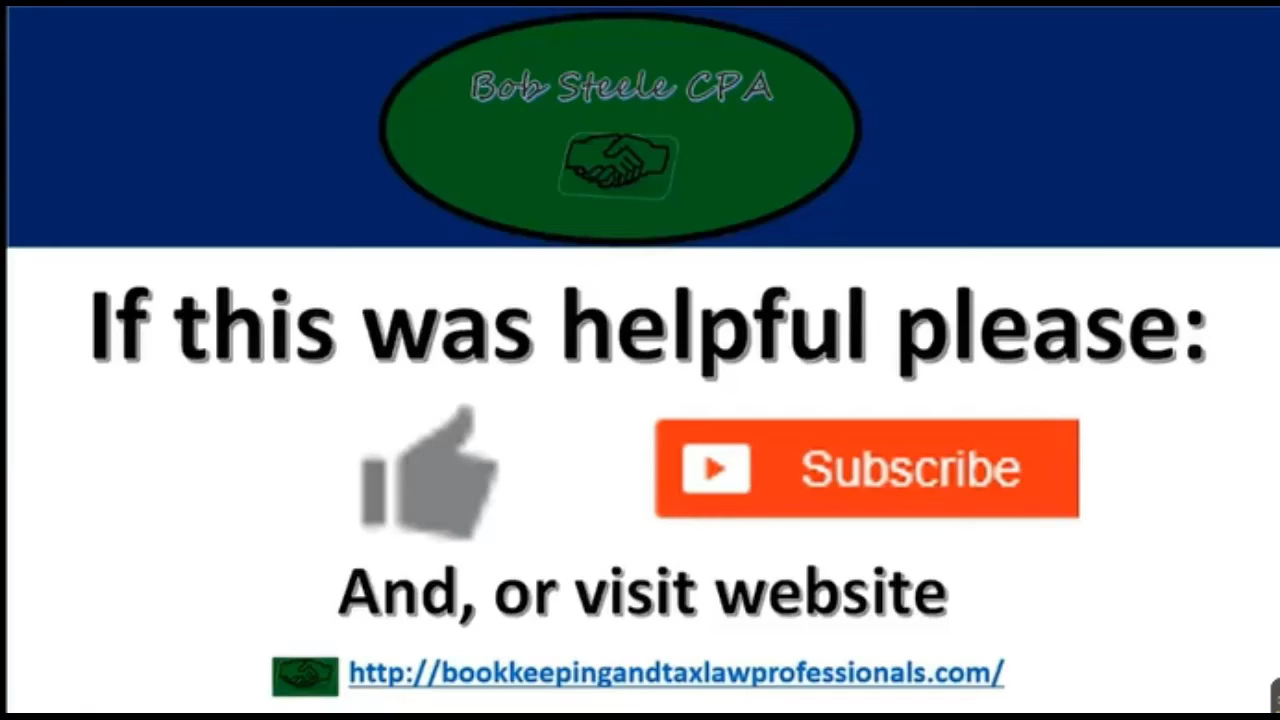 Bob Steele CPA
If this was helpful please:
Subscribe
And, or visit website
http://bookkeepingandtaxlawprofessionals.com/